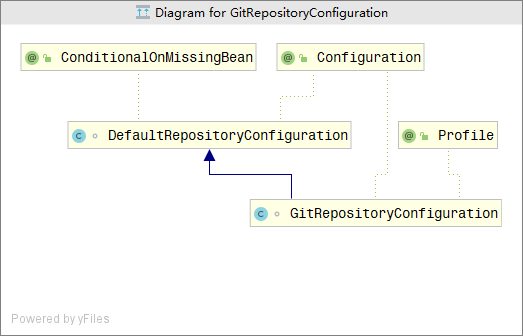 Diagram for GitRepositoryConfiguration
@ ConditionalOnMissingBean
@ Configuration
C DefaultRepositoryConfiguration
@ Profile
C GitRepositoryConfiguration
Powered by yFiles